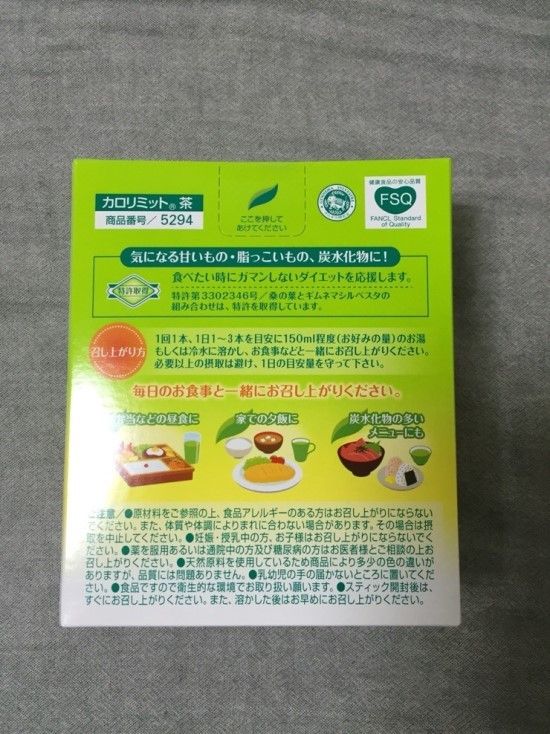 カロリミット® 茶
商品番号／5294
ここを押して
あけてください
健康食品の安心品質
FSQ
FANCL Standard
of Quality
気になる甘いもの・脂っこいもの、炭水化物に！
食べたい時にガマンしないダイエットを応援します。
特許取得
特許第3302346号／桑の葉とギムネマシルベスタの
組み合わせは、特許を取得しています。
召し上がり方
1回1本、1日1〜3本を目安に150ml程度(お好みの量)のお湯
もしくは冷水に溶かし、お食事などと一緒にお召し上がりください。
必要以上の摂取は避け、1日の目安量を守って下さい。
毎日のお食事と一緒にお召し上がりください。
弁当などの昼食に
家での夕飯に
炭水化物の多い
メニューにも
ご注意／●原材料をご参照の上、食品アレルギーのある方はお召し上がりにならない
でください。また、体質や体調によりまれに合わない場合があります。その場合は摂
取を中止してください。●妊娠・授乳中の方、お子様はお召し上がりにならないでく
ださい。●薬を服用あるいは通院中の方及び糖尿病の方はお医者様とご相談の上お
召し上がりください。●天然原料を使用しているため商品により多少の色の違いが
ありますが、品質には問題ありません。●乳幼児の手の届かないところに置いてくだ
さい。●食品ですので衛生的な環境でお取り扱い願います。●スティック開封後は、
すぐにお召し上がりください。また、溶かした後はお早めにお召し上がりください。